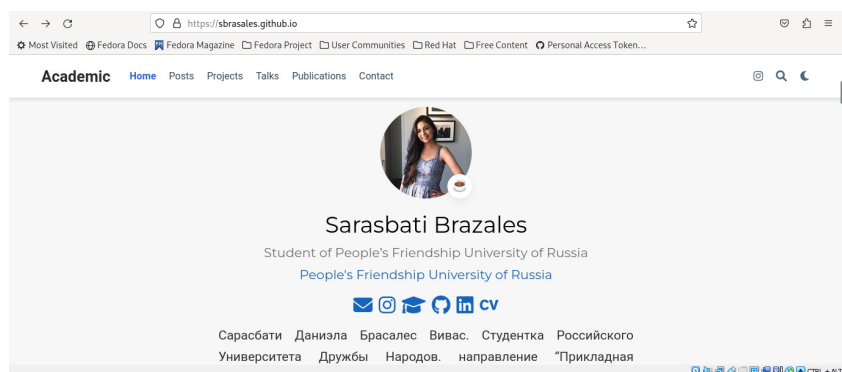 https://sbrasales.github.io
Most Visited Fedora Docs Fedora Magazine Fedora Project User Communities Red Hat Free Content Personal Access Token…
Academic Home Posts Projects Talks Publications Contact
Sarasbati Brazales
Student of People's Friendship University of Russia
People's Friendship University of Russia
CV
Сарасбати Даниэла Брасалес Вивас. Студентка Российского
Университета Дружбы Народов. направление “Прикладная
CTRL + ALT